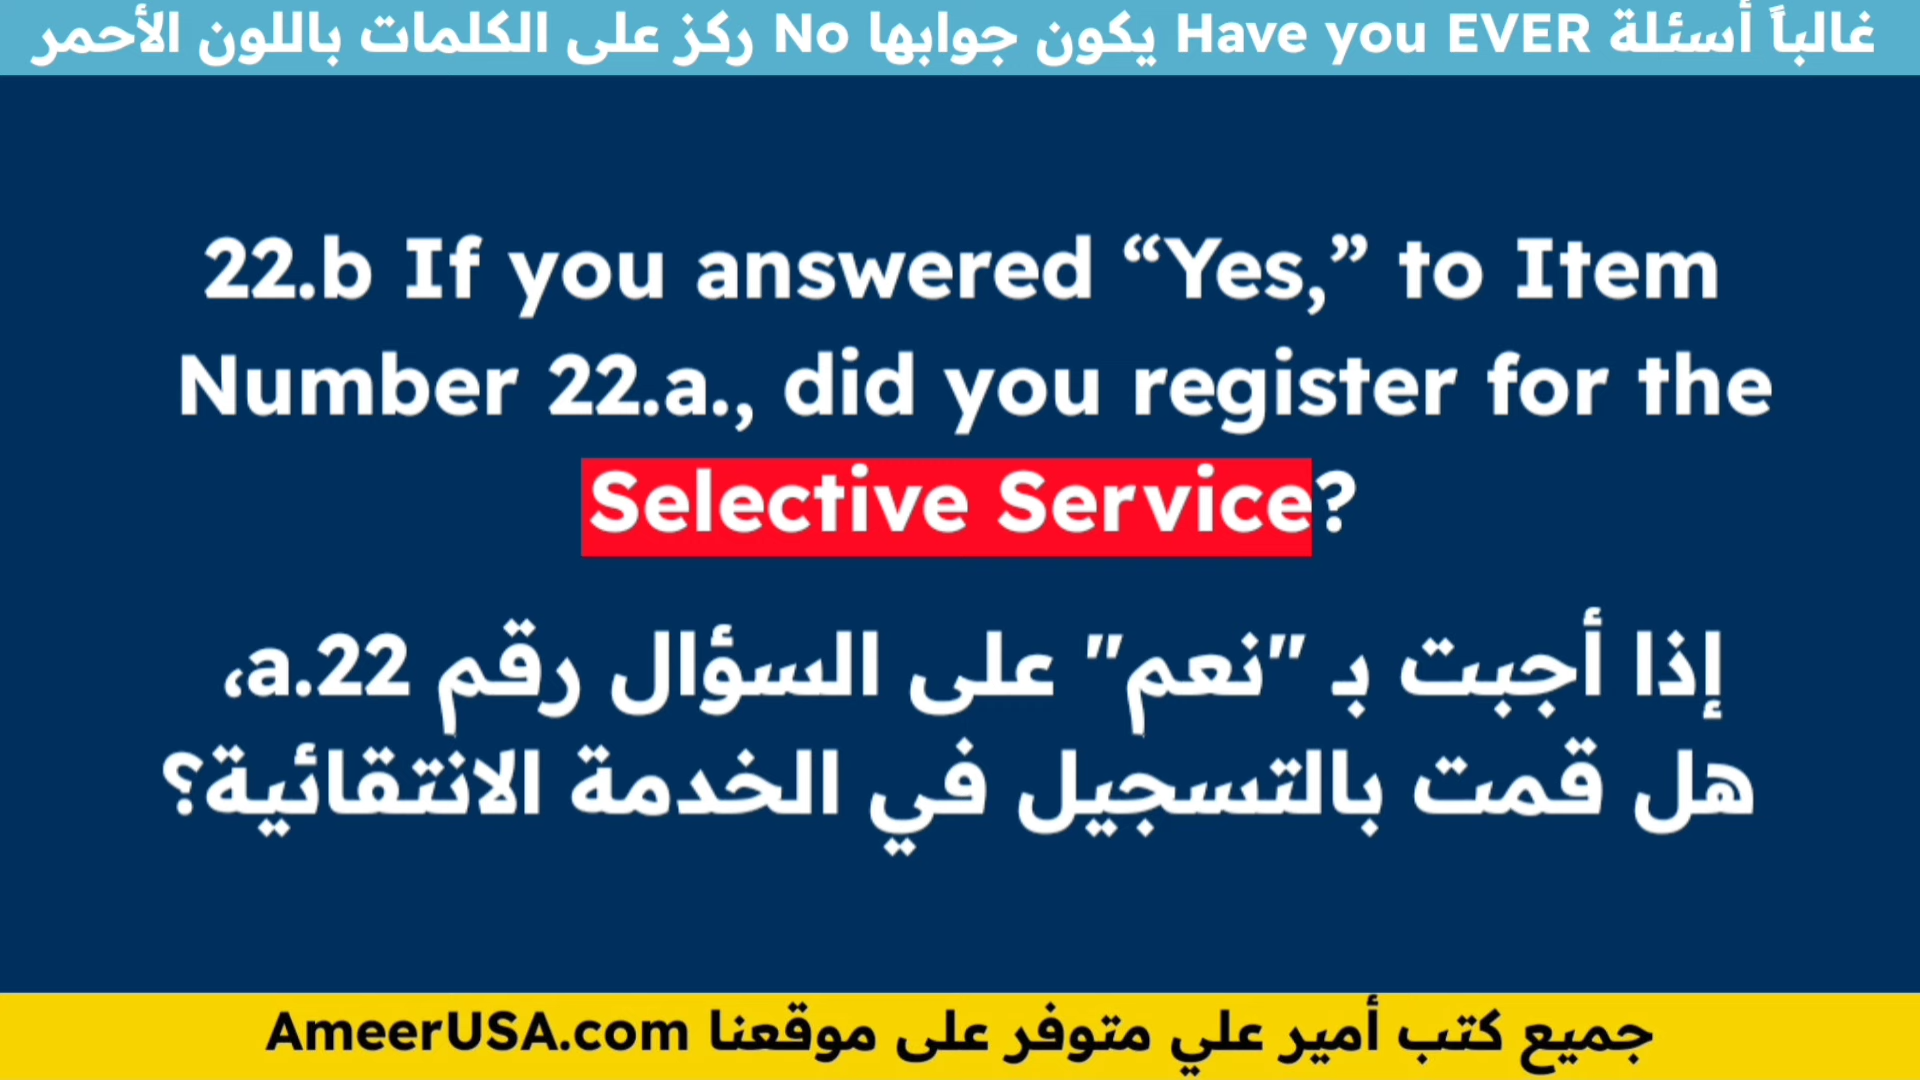 غالباً أسئلة Have you EVER يكون جوابها No ركز على الكلمات باللون الأحمر
22.b If you answered “Yes,” to Item
Number 22.a., did you register for the
Selective Service?
إذا أجبت بـ "نعم" على السؤال رقم 22.a،
هل قمت بالتسجيل في الخدمة الانتقائية؟
جميع كتب أمير علي متوفر على موقعنا AmeerUSA.com